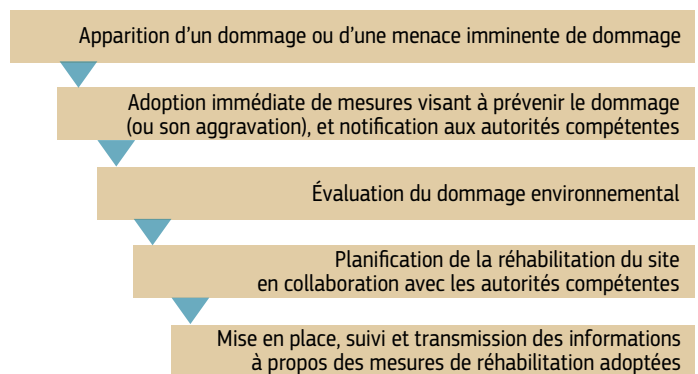 Apparition d'un dommage ou d'une menace imminente de dommage
Adoption immédiate de mesures visant à prévenir le dommage
(ou son aggravation), et notification aux autorités compétentes
Évaluation du dommage environnemental
Planification de la réhabilitation du site
en collaboration avec les autorités compétentes
Mise en place, suivi et transmission des informations
à propos des mesures de réhabilitation adoptées